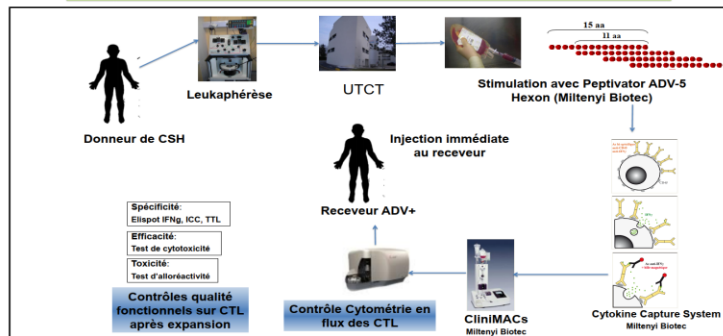 15 aa
11 aa
Leukaphérèse
UTCT
Stimulation avec Peptivator ADV-5
Hexon (Miltenyi Biotec)
Donneur de CSH
Injection immédiate
au receveur
Receveur ADV+
Spécificité:
Elispot IFNg, ICC, TTL
Efficacité:
Test de cytotoxicité
Toxicité:
Test d'alloréactivité
Contrôles qualité
fonctionnels sur CTL
après expansion
Contrôle Cytométrie en
flux des CTL
CliniMACs
Miltenyi Biotec
Cytokine Capture System
Miltenyi Biotec